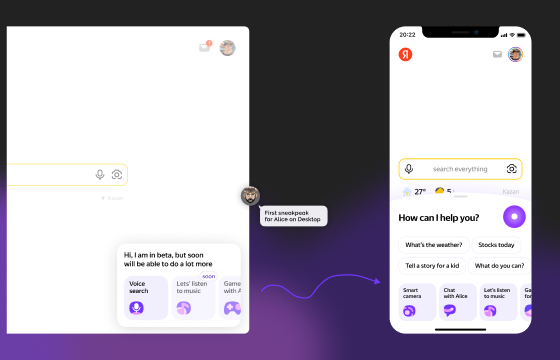 Kazan
First sneakpeak
for Alice on Desktop
Hi, I am in beta, but soon
will be able to do a lot more
Voice
search
soon
Lets' listen
to music
Game
with A
20:22
Я
search everything
27°
5
Kazan
How can I help you?
What's the weather?
Stocks today
Tell a story for a kid
What do you can?
Smart
camera
Chat
with Alice
Let's listen
to music